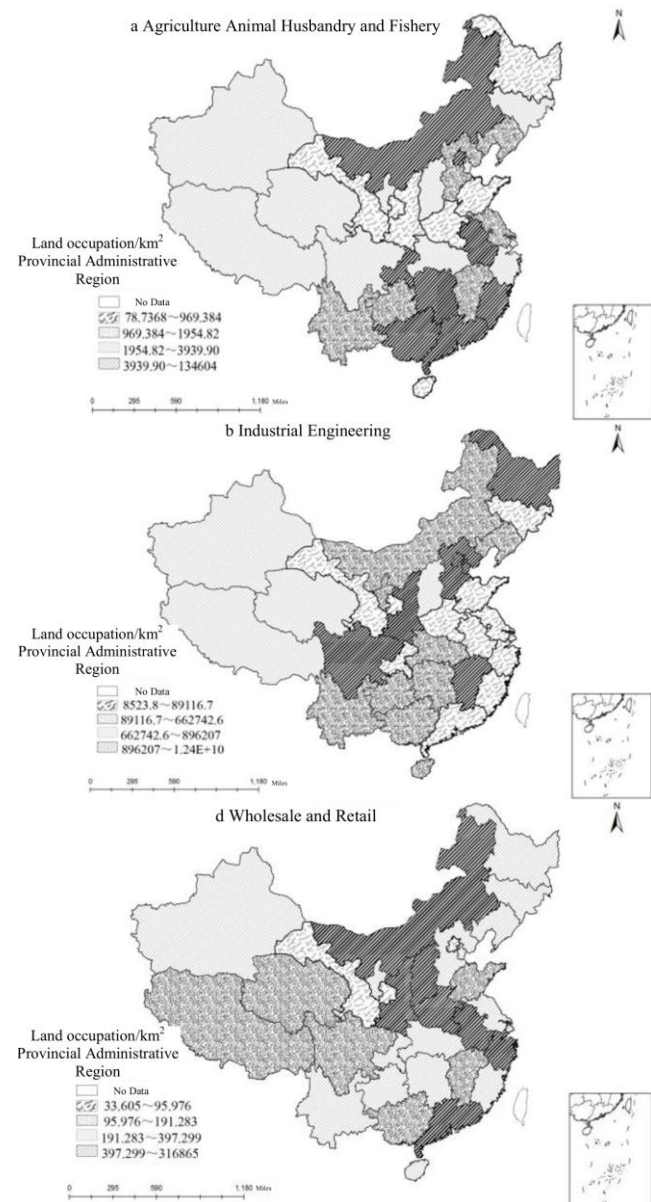 N
a Agriculture Animal Husbandry and Fishery
Land occupation/km²
Provincial Administrative
Region
No Data
78.7368～969.384
969.384～1954.82
1954.82～3939.90
3939.90～134604
0 295 590 1,180 Miles
b Industrial Engineering
N
Land occupation/km²
Provincial Administrative
Region
No Data
8523.8～89116.7
89116.7～662742.6
662742.6～896207
896207～1.24E+10
0 295 590 1,180 Miles
N
d Wholesale and Retail
Land occupation/km²
Provincial Administrative
Region
No Data
33.605～95.976
95.976～191.283
191.283～397.299
397.299～316865
0 295 590 1,180 Miles